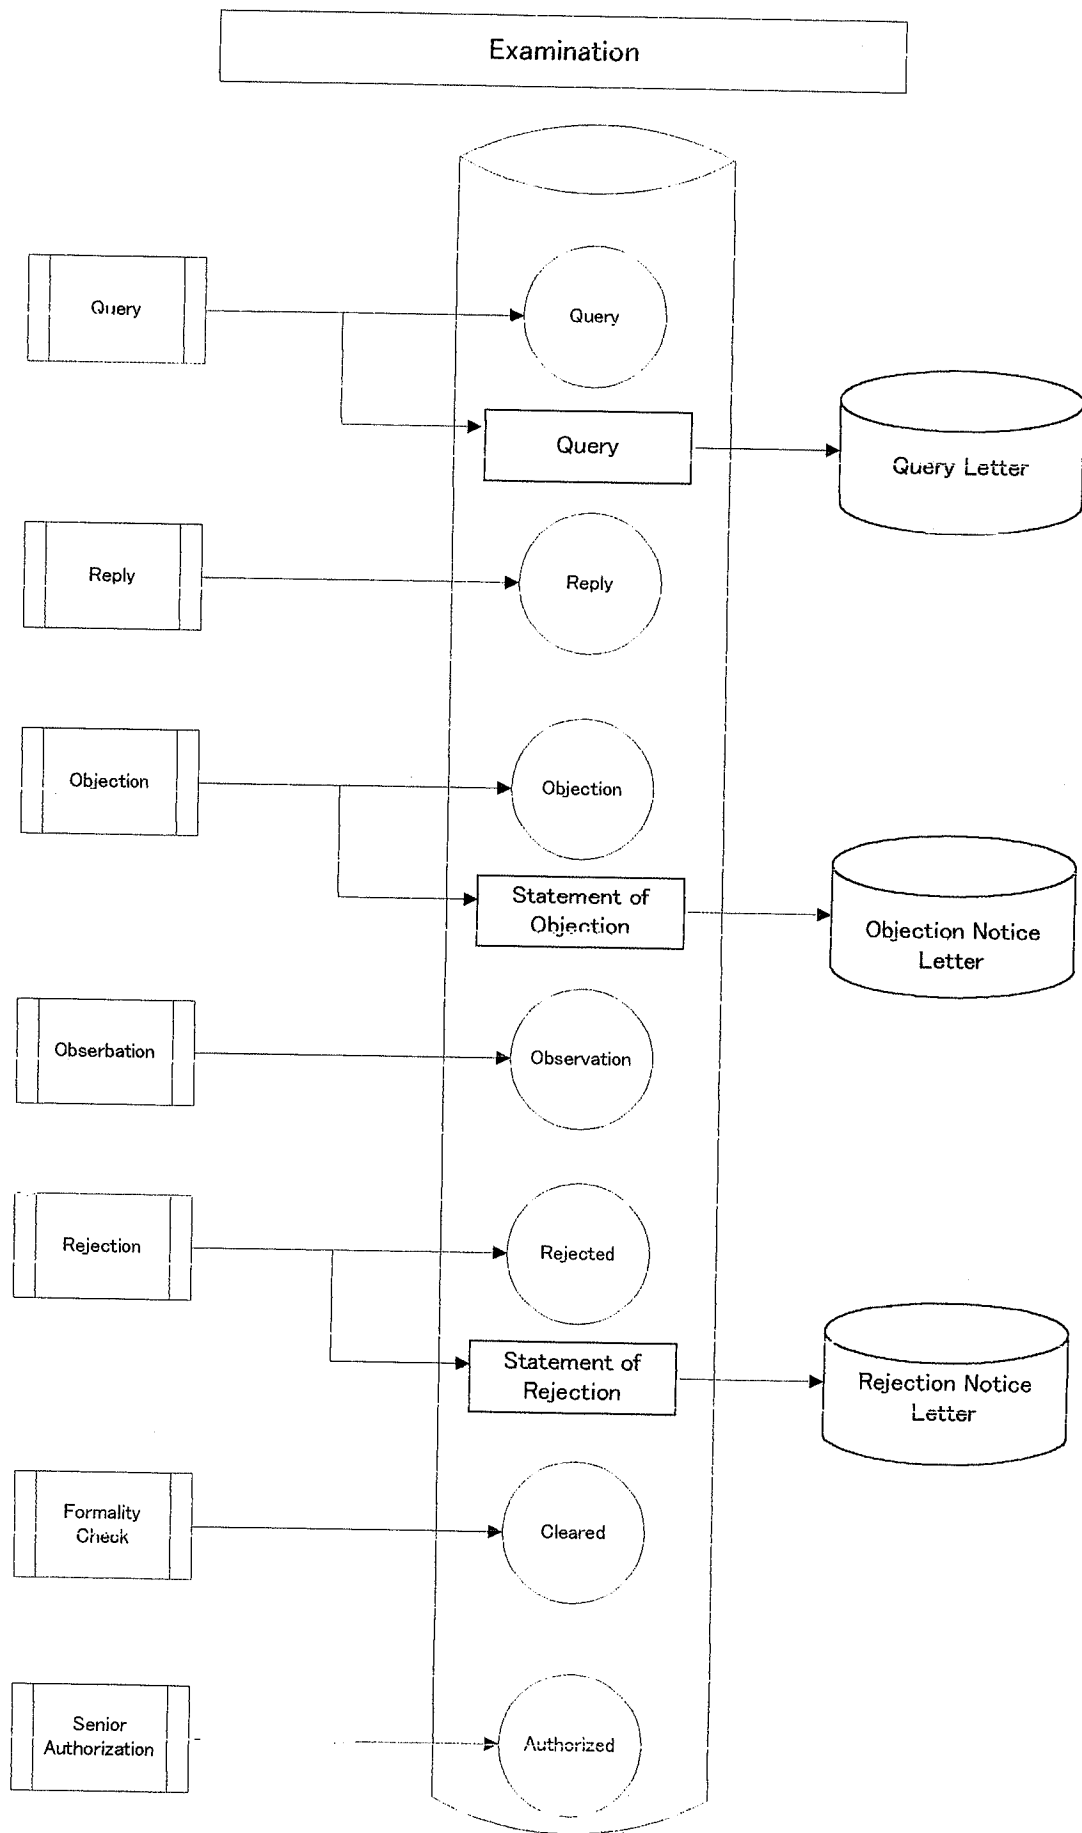 Examination
Query
Query
Query
Query Letter
Reply
Reply
Objection
Objection
Statement of
Objection
Objection Notice
Letter
Obserbation
Observation
Rejection
Rejected
Statement of
Rejection
Rejection Notice
Letter
Formality
Check
Cleared
Senior
Authorization
Authorized